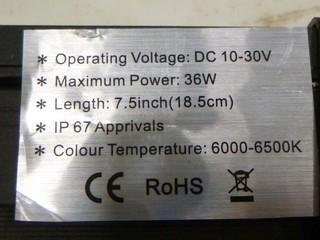 * Operating Voltage: DC 10-30V
* Maximum Power: 36W
* Length: 7.5inch(18.5cm)
* IP 67 Apprivals
* Colour Temperature: 6000-6500K
CE RoHS